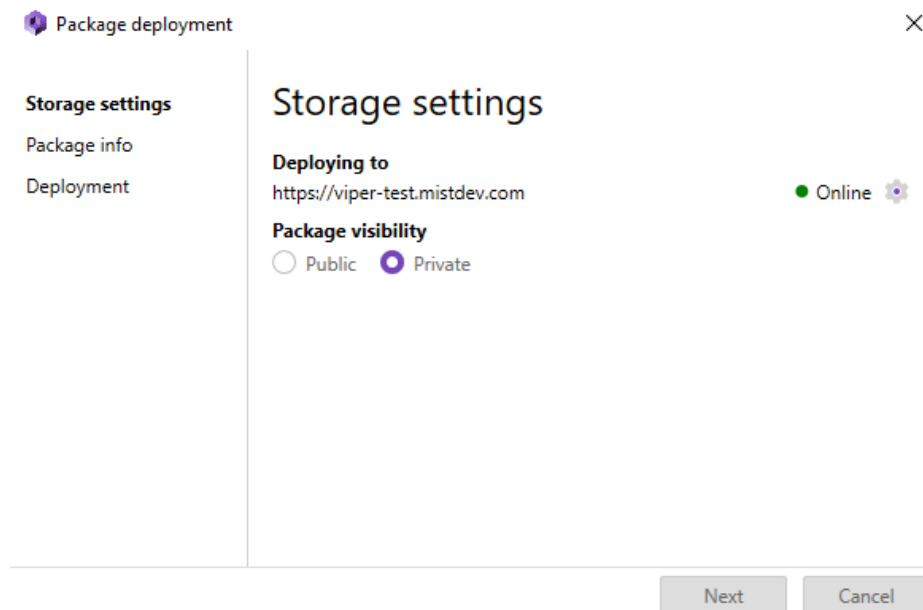 Package deployment
Storage settings
Package info
Deployment
Storage settings
Deploying to
https://viper-test.mistdev.com
Online
Package visibility
Public Private
Next Cancel